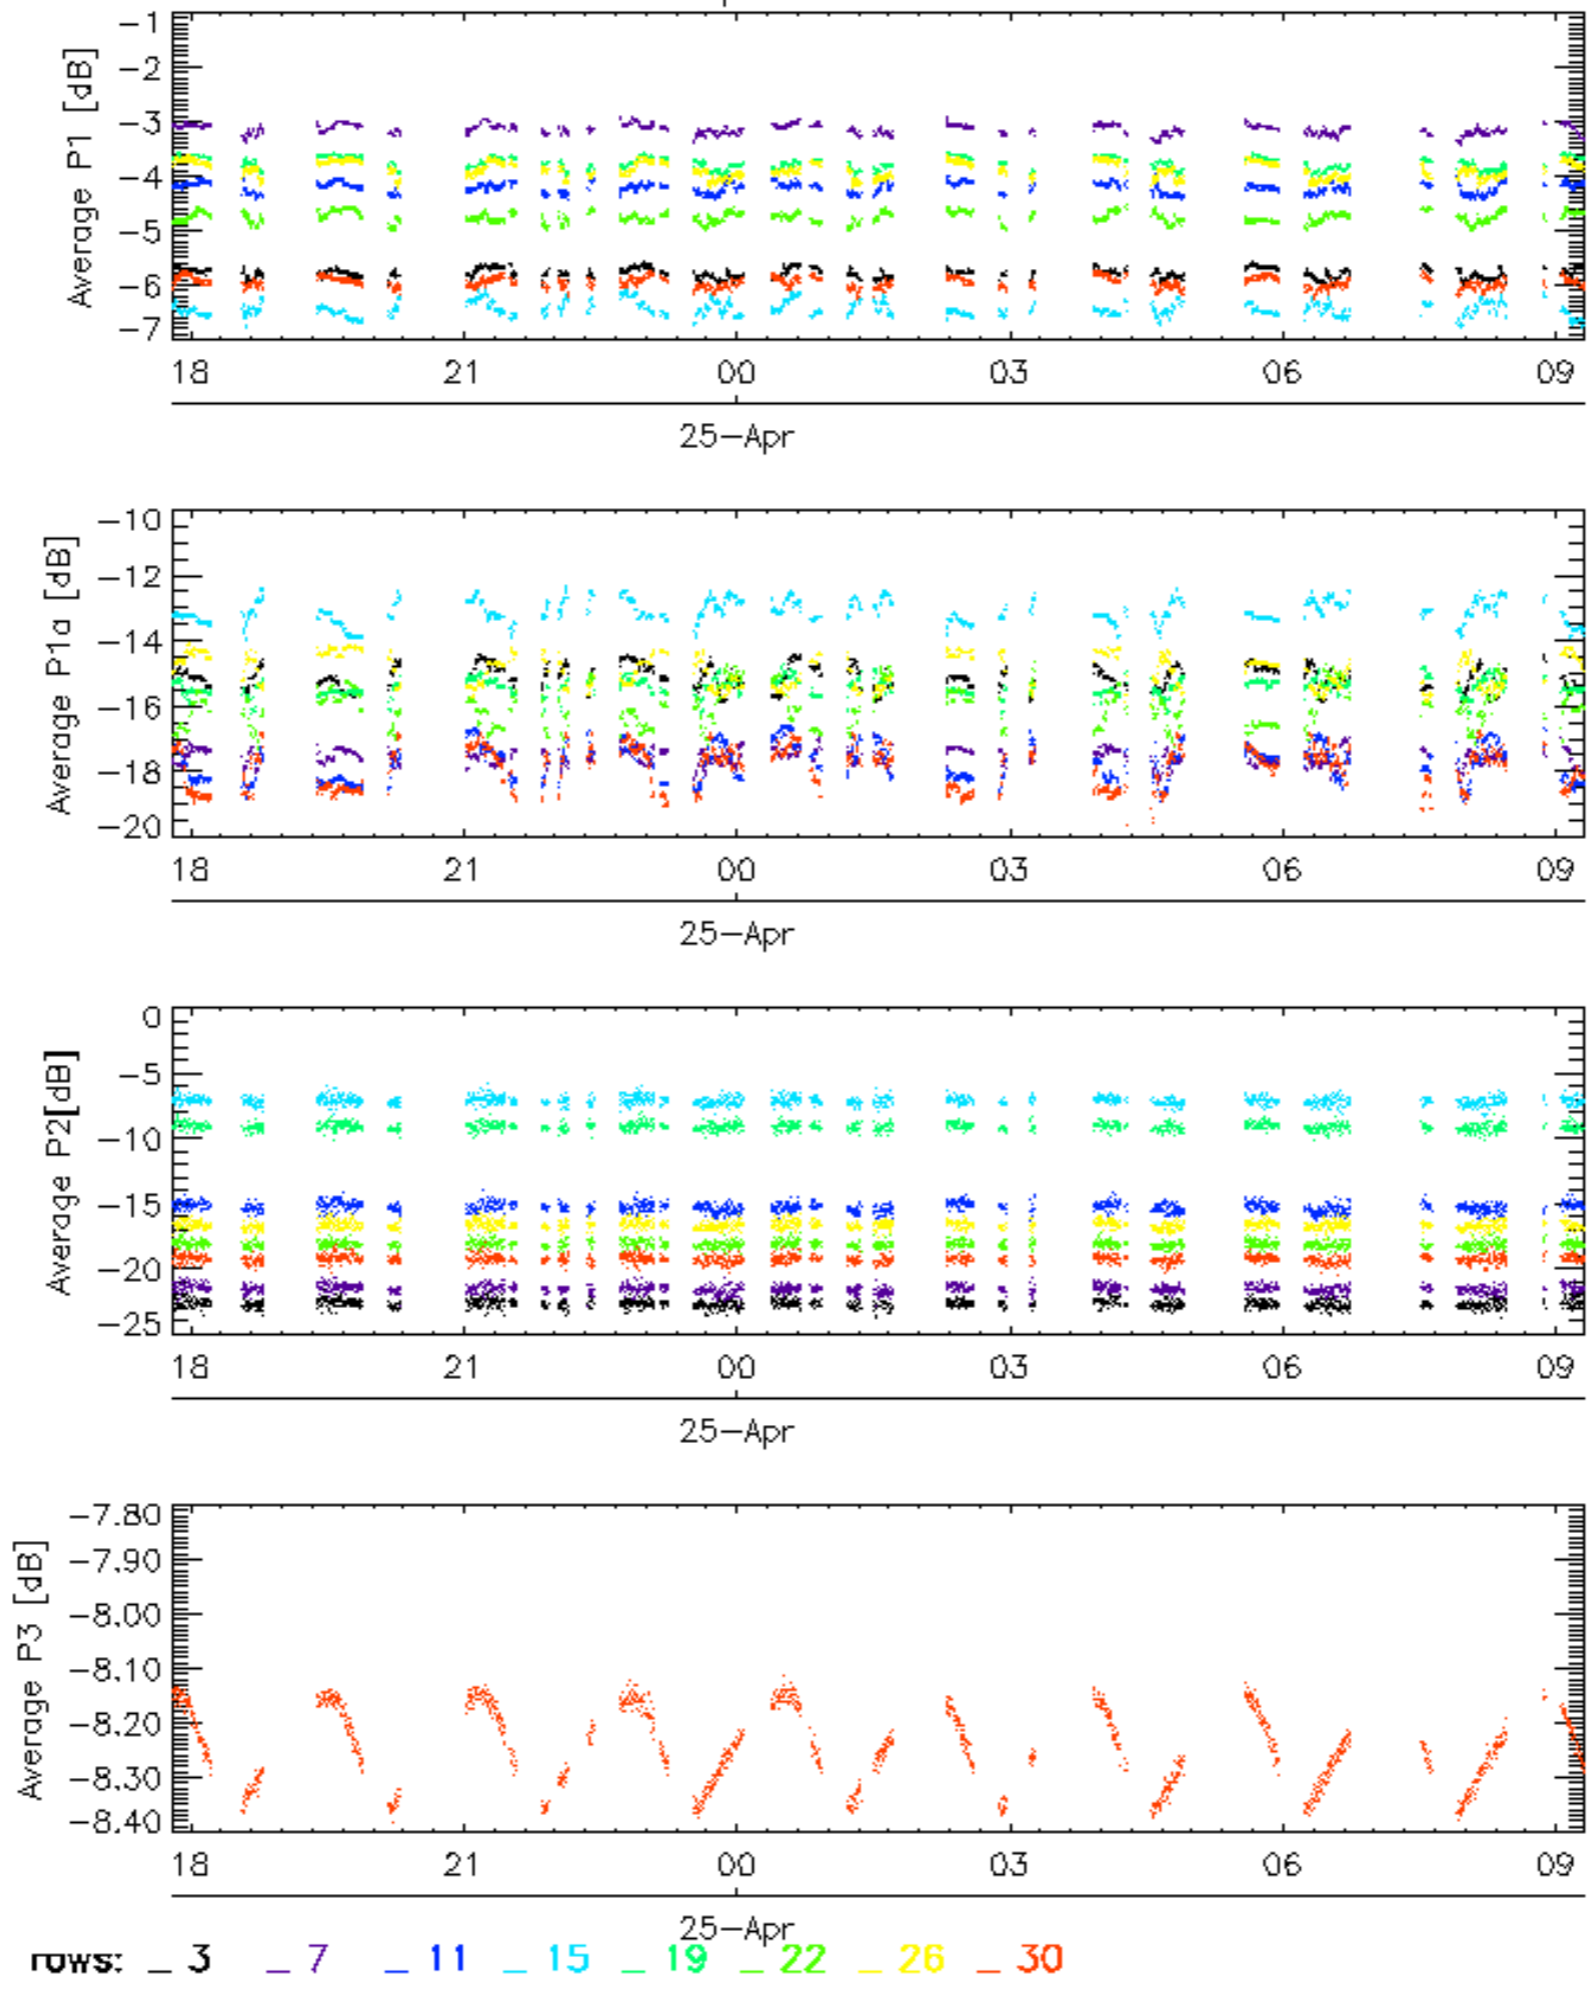 Average P1 [dB]
-1
-2
-3
-4
-5
-6
-7
18 21 00 03 06 09
25-Apr
Average P1a [dB]
-10
-12
-14
-16
-18
-20
18 21 00 03 06 09
25-Apr
Average P2[dB]
0
-5
-10
-15
-20
-25
18 21 00 03 06 09
25-Apr
Average P3 [dB]
-7.80
-7.90
-8.00
-8.10
-8.20
-8.30
-8.40
18 21 00 03 06 09
25-Apr
rows: _ 3 _ 7 _ 11 _ 15 _ 19 _ 22 _ 26 _ 30